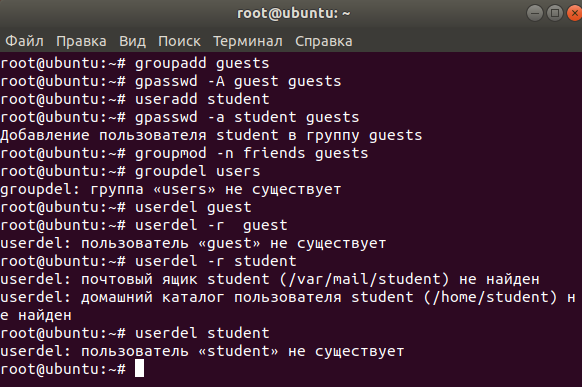 root@ubuntu: ~
Файл Правка Вид Поиск Терминал Справка
root@ubuntu:~# groupadd guests
root@ubuntu:~# gpasswd -A guest guests
root@ubuntu:~# useradd student
root@ubuntu:~# gpasswd -a student guests
Добавление пользователя student в группу guests
root@ubuntu:~# groupmod -n friends guests
root@ubuntu:~# groupdel users
groupdel: группа «users» не существует
root@ubuntu:~# userdel guest
root@ubuntu:~# userdel -r  guest
userdel: пользователь «guest» не существует
root@ubuntu:~# userdel -r student
userdel: почтовый ящик student (/var/mail/student) не найден
userdel: домашний каталог пользователя student (/home/student) н
е найден
root@ubuntu:~# userdel student
userdel: пользователь «student» не существует
root@ubuntu:~#